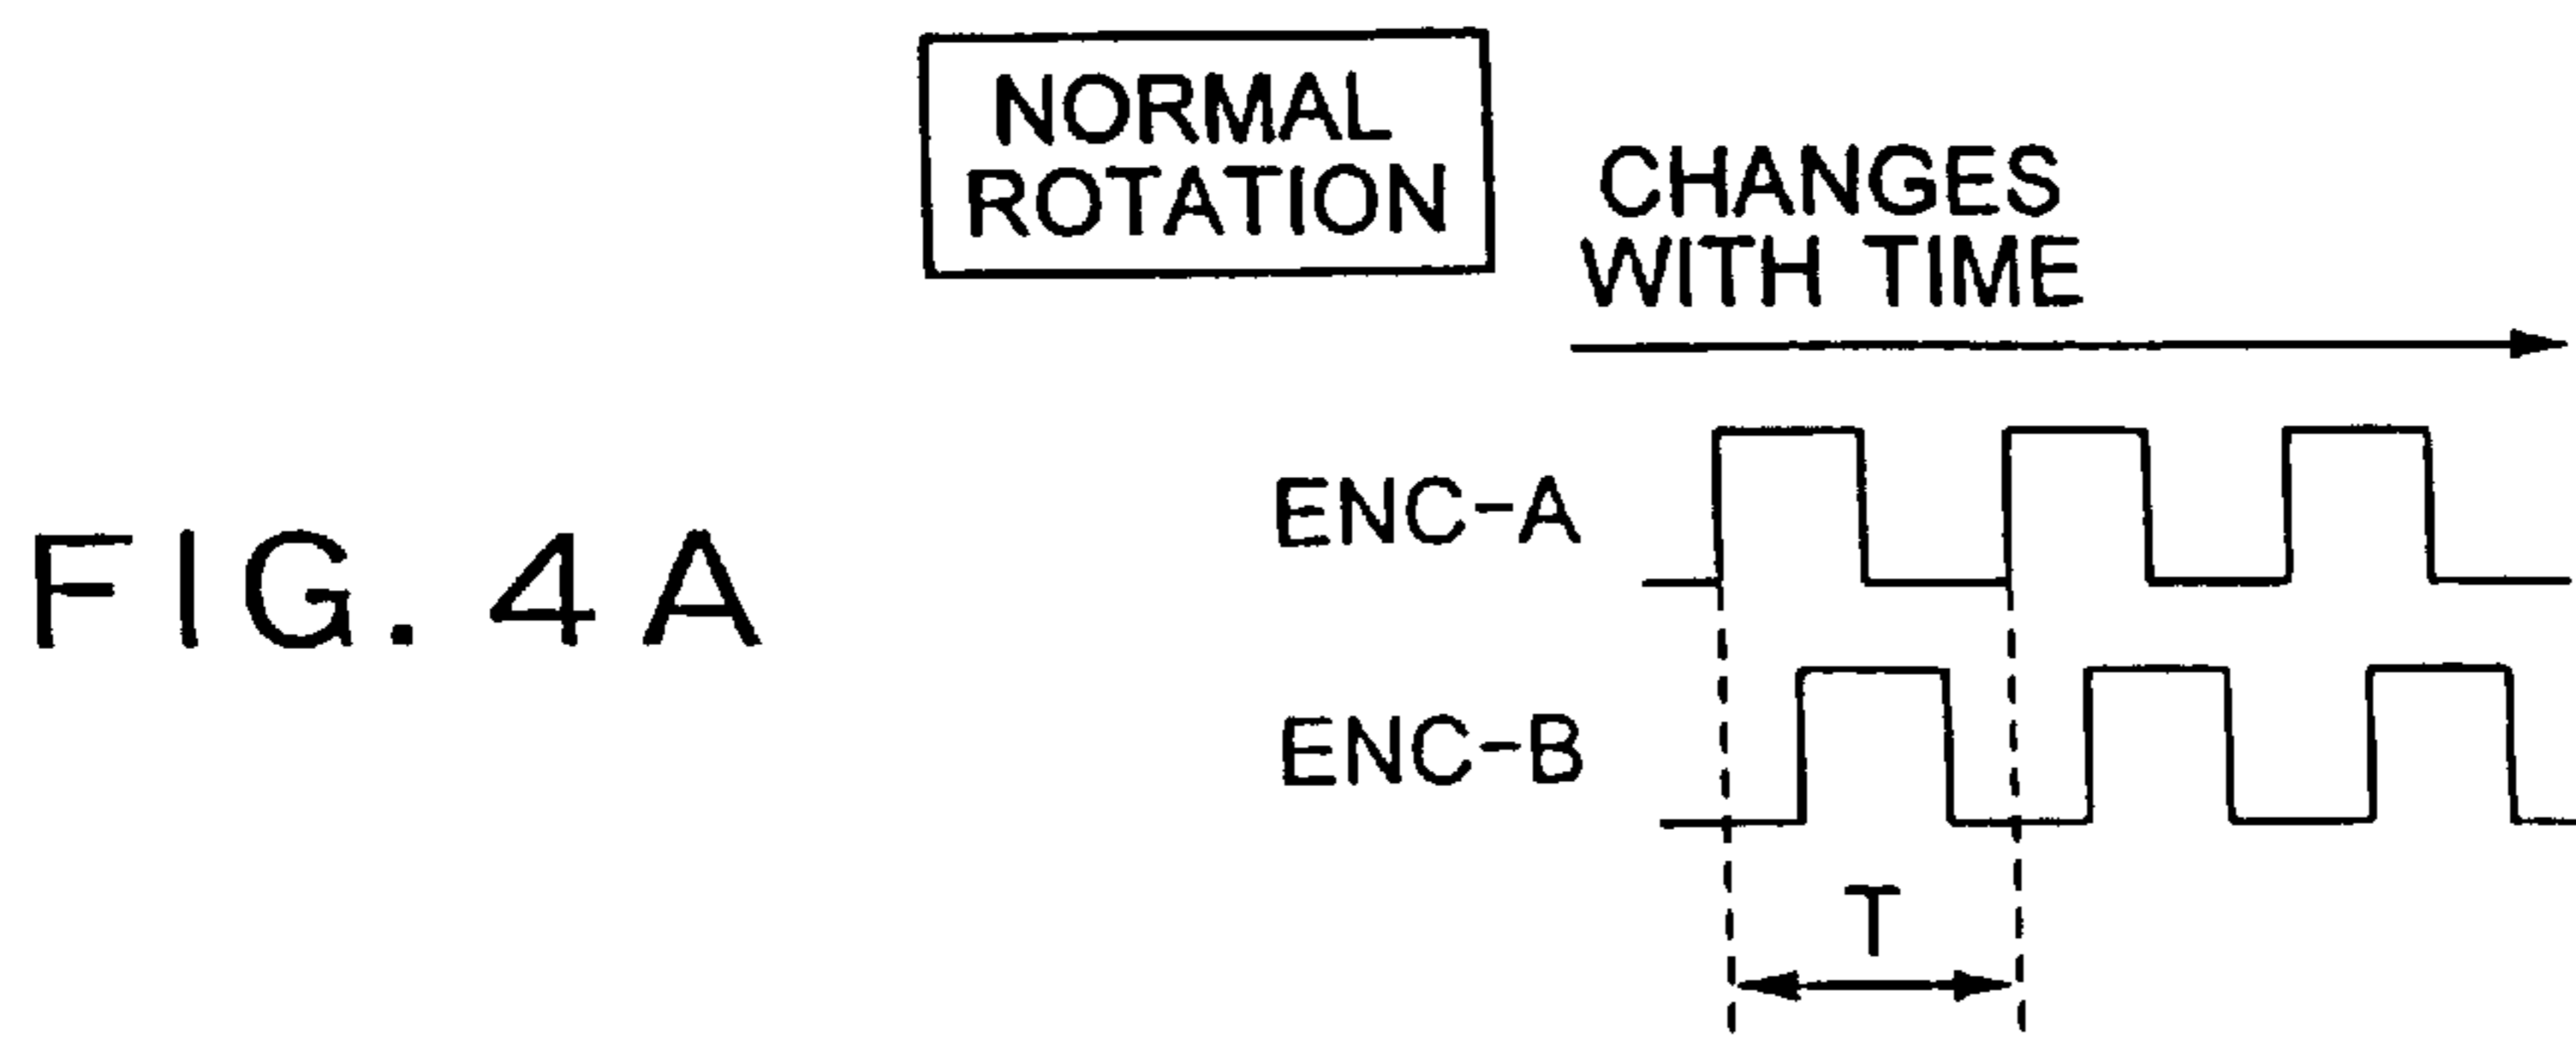 NORMAL
ROTATION
CHANGES
WITH TIME
ENC-A
FIG. 4A
ENC-B
T